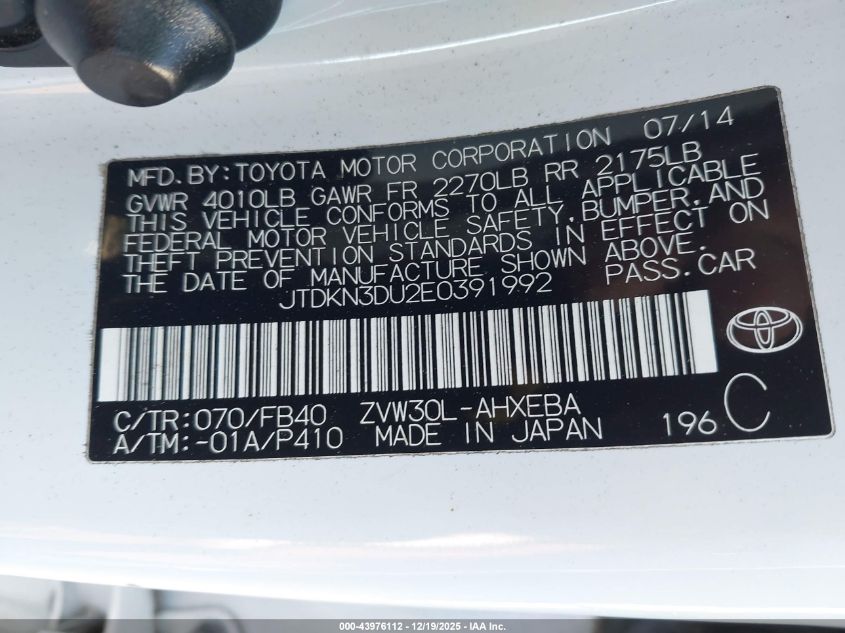 MFD.BY:TOYOTA MOTOR CORPORATION 07/14
GVWR 4010LB GAWR FR 2270LB RR 2175LB
THIS VEHICLE CONFORMS TO ALL APPLICABLE
FEDERAL MOTOR VEHICLE SAFETY,BUMPER,AND
THEFT PREVENTION STANDARDS IN EFFECT ON
THE DATE OF MANUFACTURE SHOWN ABOVE.
JTDKN3DU2E0391992 PASS.CAR
C/TR:070/FB40 ZVW30L-AHXEBA
A/TM:-01A/P410 MADE IN JAPAN 196 C
000-43976112 - 12/19/2025 - IAA Inc.